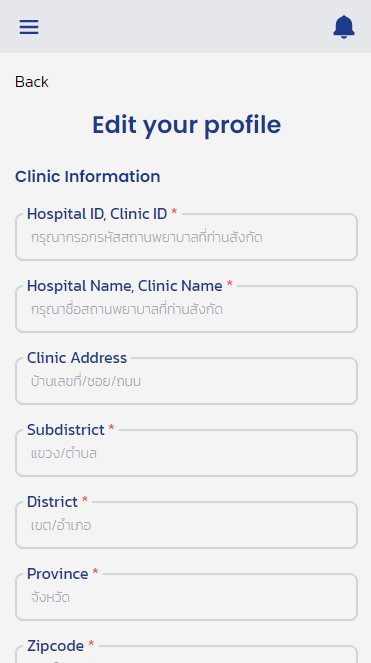 Back
Edit your profile
Clinic Information
Hospital ID, Clinic ID *
กรุณากรอกรหัสสถานพยาบาลที่ท่านสังกัด
Hospital Name, Clinic Name *
กรุณาชื่อสถานพยาบาลที่ท่านสังกัด
Clinic Address
บ้านเลขที่/ซอย/ถนน
Subdistrict *
แขวง/ตำบล
District *
เขต/อำเภอ
Province *
จังหวัด
Zipcode *